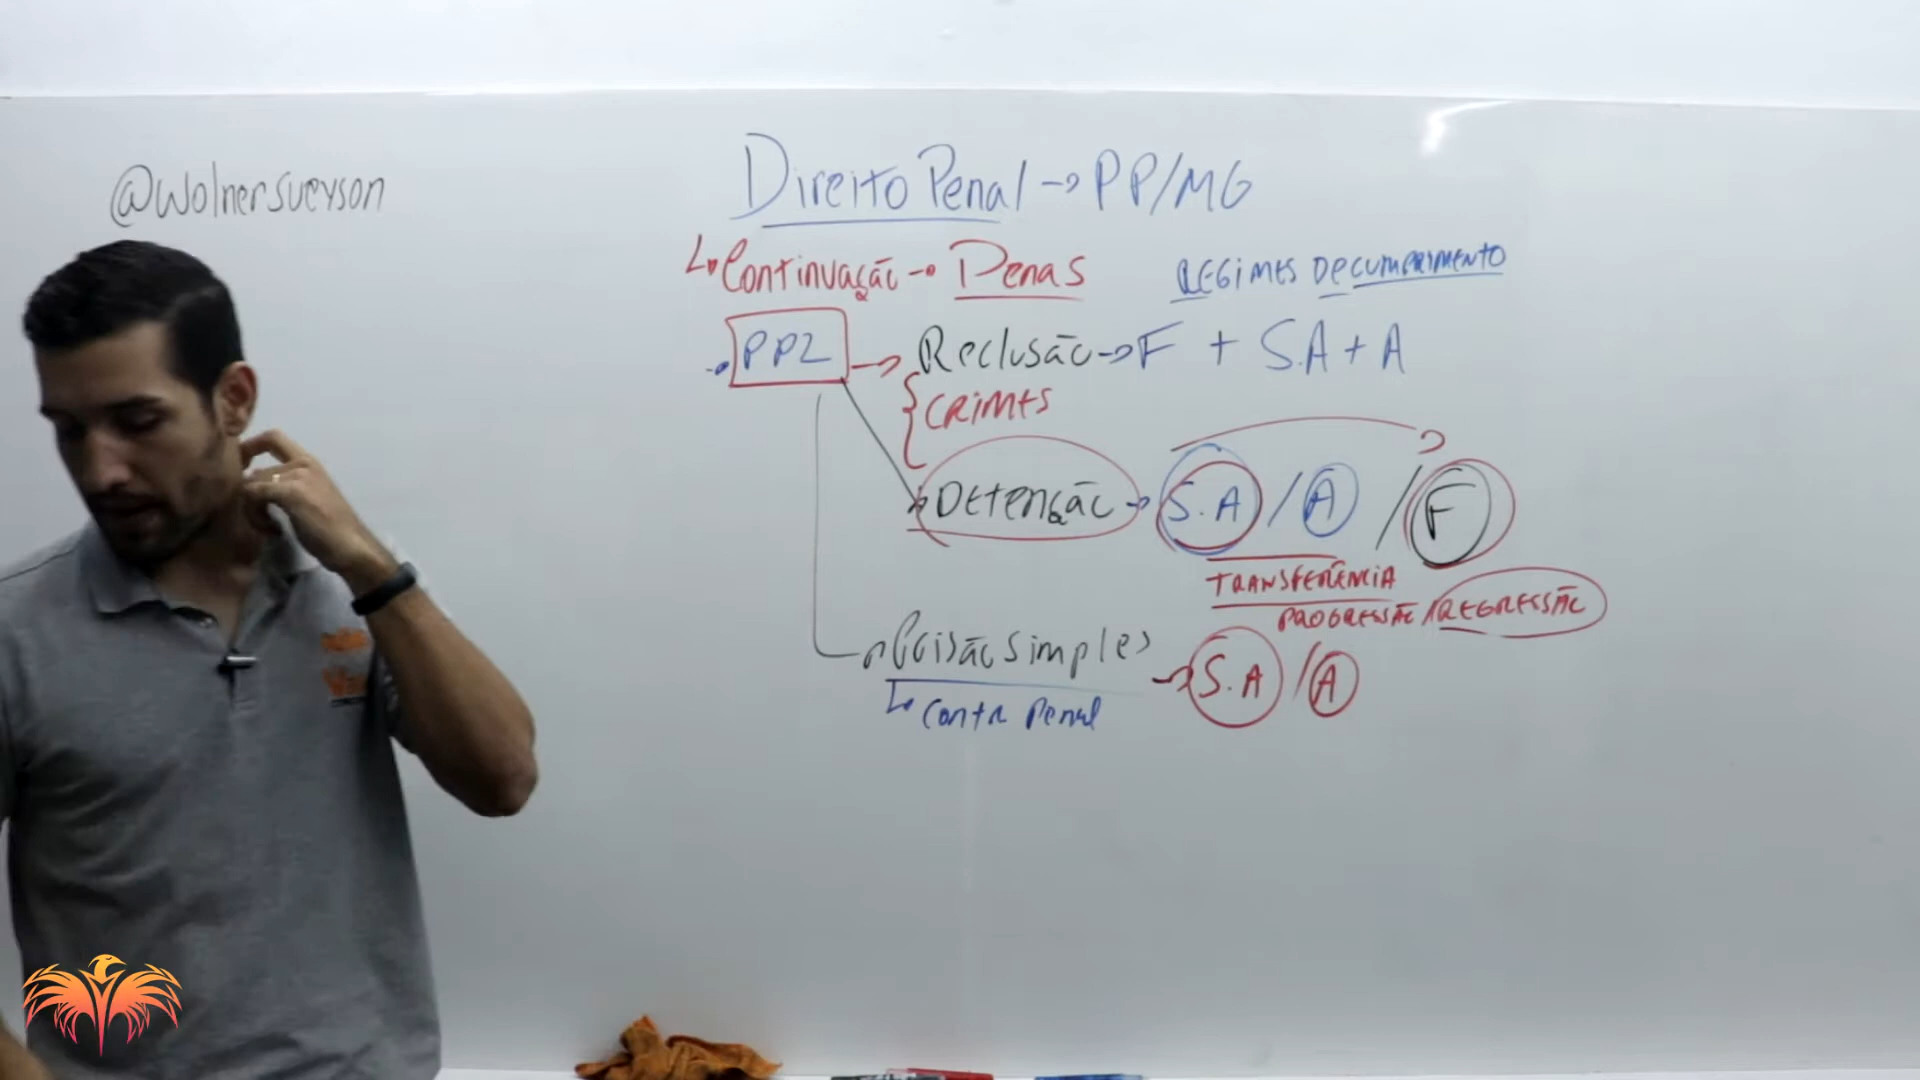 @wolnersueyson
Direito Penal → PP/MG
↳ Continuação → Penas
REGIMES DE CUMPRIMENTO
→ PPL → Reclusão → F + S.A + A
{ CRIMES
DETENÇÃO → S.A / A / F
TRANSFERÊNCIA
PROGRESSÃO / REGRESSÃO
Prisão Simples → S.A / A
↳ Contr Penal